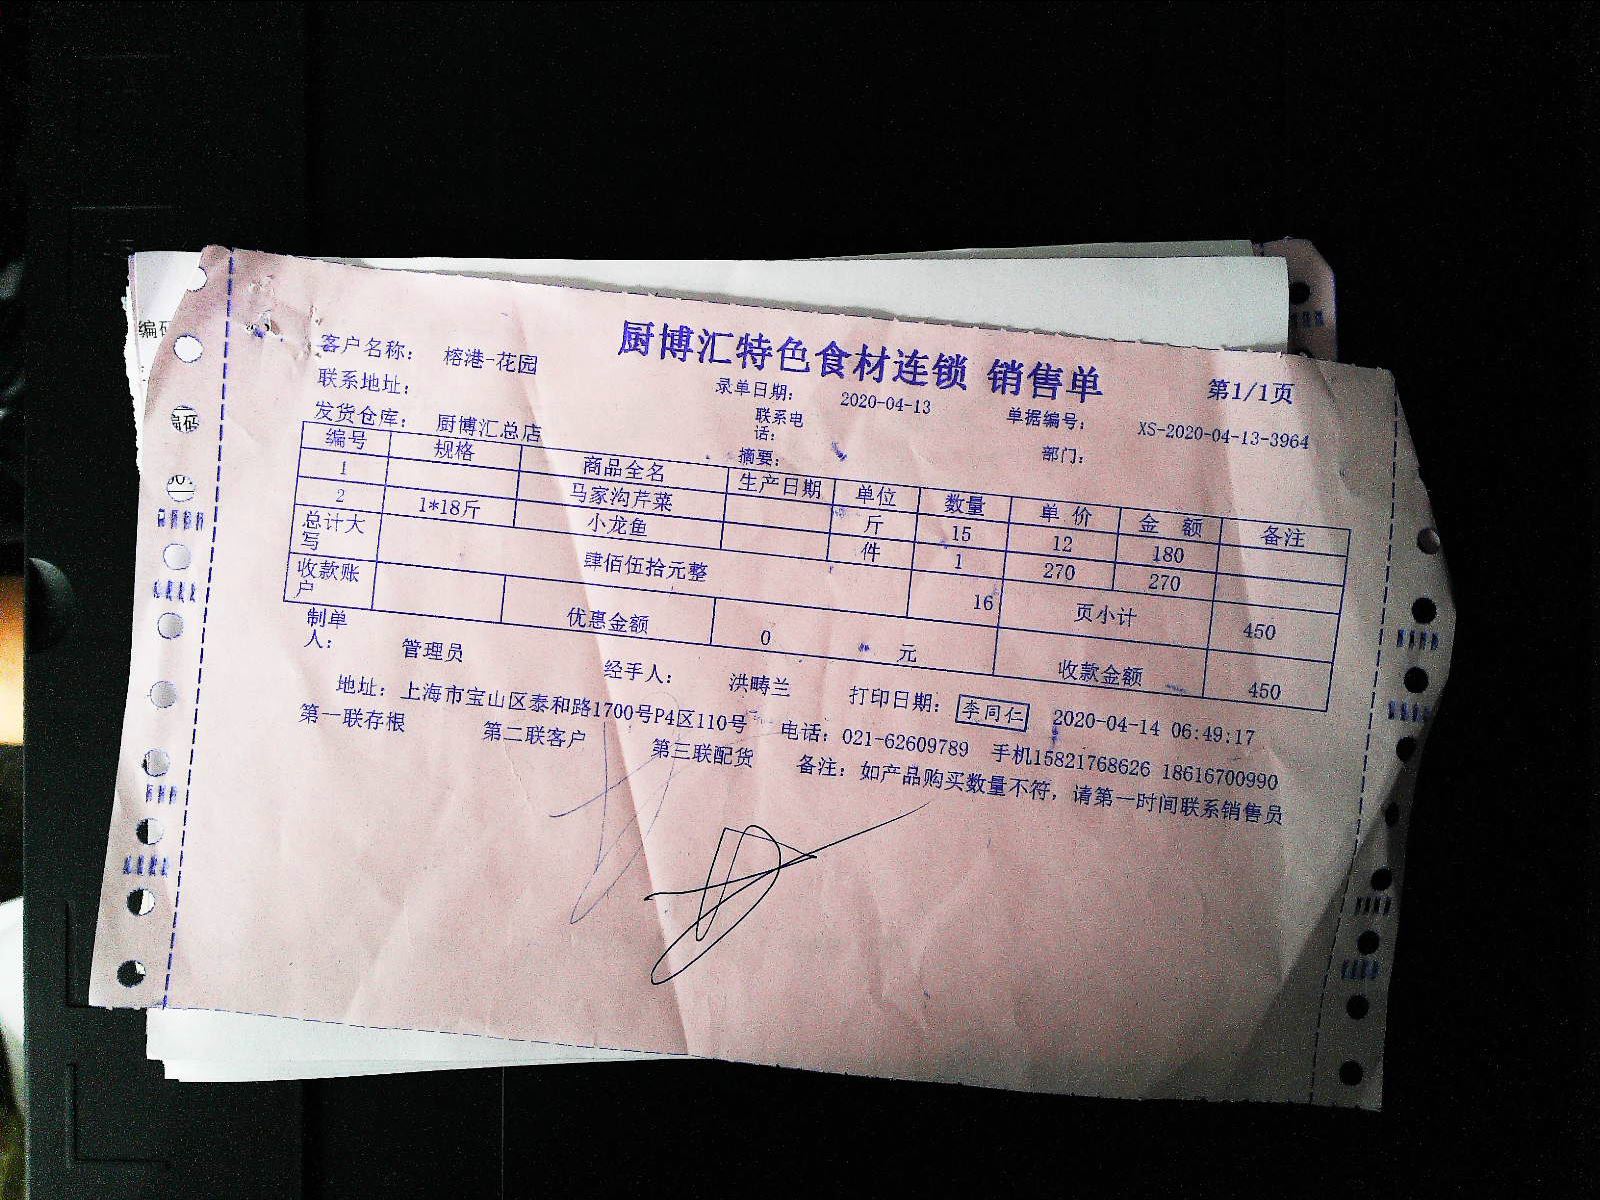 厨博汇特色食材连锁 销售单
第1/1页
客户名称： 榕港-花园
录单日期： 2020-04-13
单据编号： XS-2020-04-13-3964
联系地址：
联系电话：
部门：
发货仓库： 厨博汇总店
摘要：
编号 规格 商品全名 生产日期 单位 数量 单 价 金 额 备注
1 马家沟芹菜 斤 15 12 180
2 1*18斤 小龙鱼 件 1 270 270
总计大写 肆佰伍拾元整 16 页小计 450
收款账户 优惠金额 0 元 收款金额 450
制单人： 管理员 经手人： 洪畴兰 打印日期： 李同仁 2020-04-14 06:49:17
地址：上海市宝山区泰和路1700号P4区110号 电话：021-62609789 手机15821768626 18616700990
第一联存根 第二联客户 第三联配货 备注：如产品购买数量不符，请第一时间联系销售员
编码